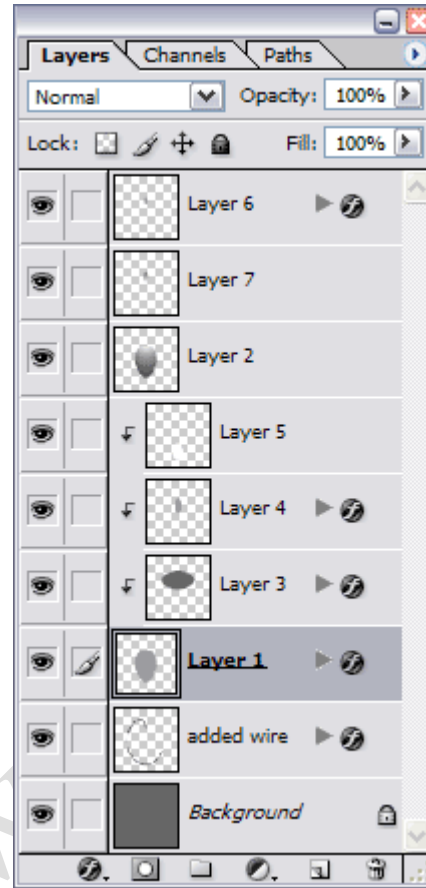 Layers Channels Paths
Normal Opacity: 100%
Lock: Fill: 100%
Layer 6
Layer 7
Layer 2
Layer 5
Layer 4
Layer 3
Layer 1
added wire
Background